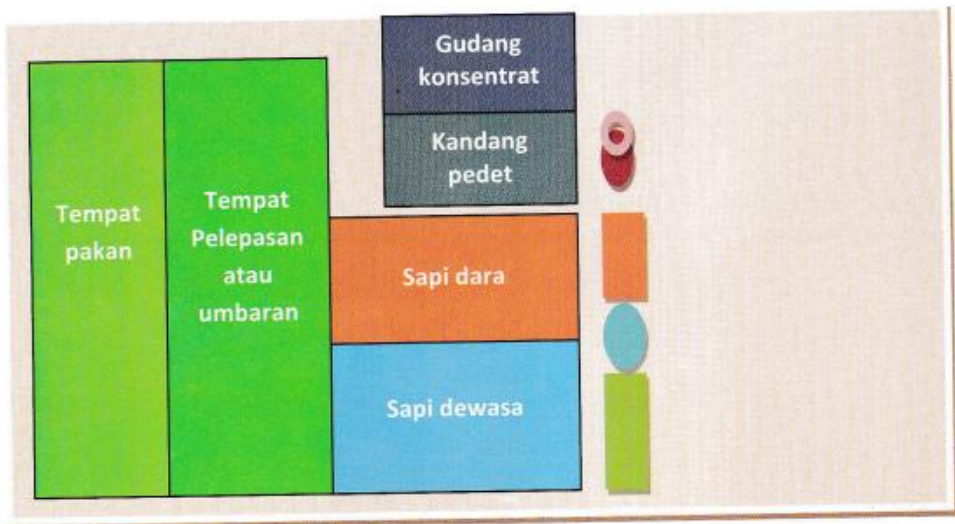 Gudang
konsentrat
Kandang
pedet
Tempat
pakan
Tempat
Pelepasan
atau
umbaran
Sapi dara
Sapi dewasa